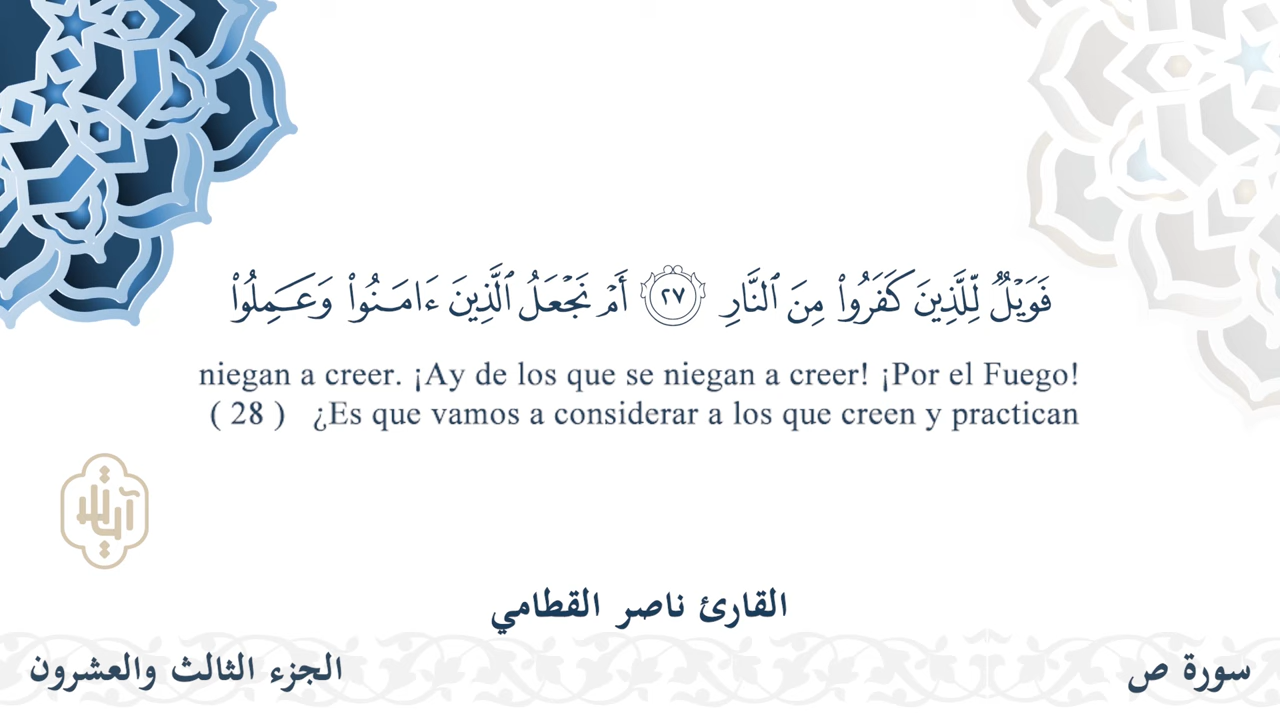 فَوَيْلٌ لِّلَّذِينَ كَفَرُوا۟ مِنَ ٱلنَّارِ ٢٧ أَمْ نَجْعَلُ ٱلَّذِينَ ءَامَنُوا۟ وَعَمِلُوا۟
niegan a creer. ¡Ay de los que se niegan a creer! ¡Por el Fuego!
( 28 ) ¿Es que vamos a considerar a los que creen y practican
القارئ ناصر القطامي
سورة ص
الجزء الثالث والعشرون